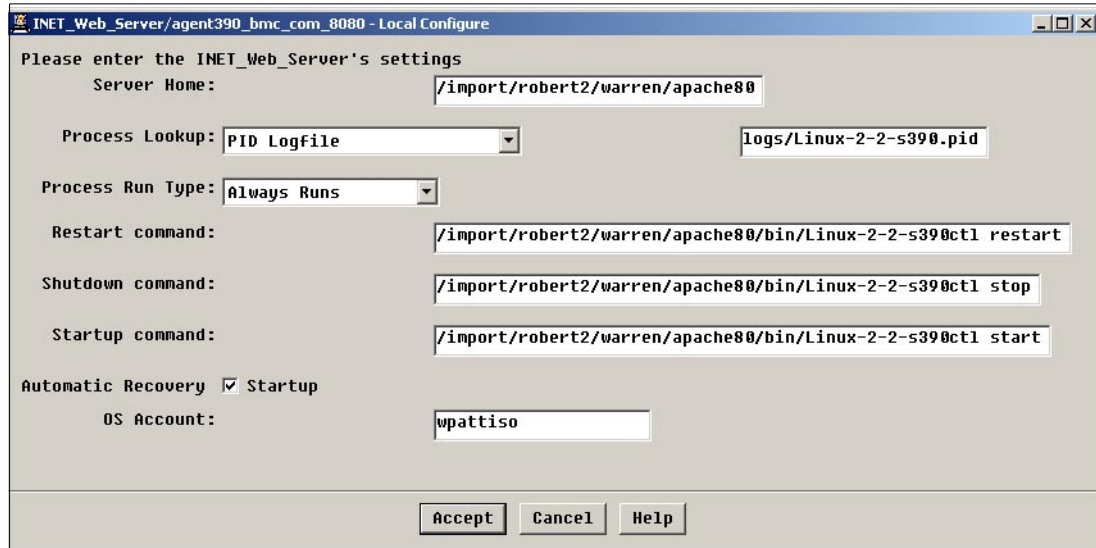 INET_Web_Server/agent390_bmc_com_8080 - Local Configure
Please enter the INET_Web_Server's settings
Server Home: /import/robert2/warren/apache80
Process Lookup: PID Logfile logs/Linux-2-2-s390.pid
Process Run Type: Always Runs
Restart command: /import/robert2/warren/apache80/bin/Linux-2-2-s390ctl restart
Shutdown command: /import/robert2/warren/apache80/bin/Linux-2-2-s390ctl stop
Startup command: /import/robert2/warren/apache80/bin/Linux-2-2-s390ctl start
Automatic Recovery Startup
OS Account: wpattiso
Accept Cancel Help